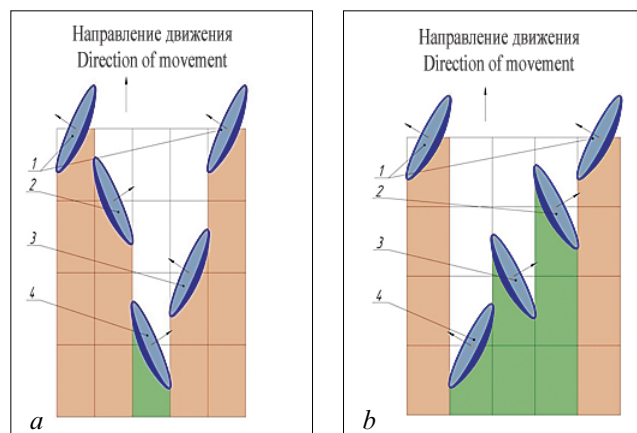 Направление движения
Direction of movement
1
2
3
4
a
Направление движения
Direction of movement
1
2
3
4
b